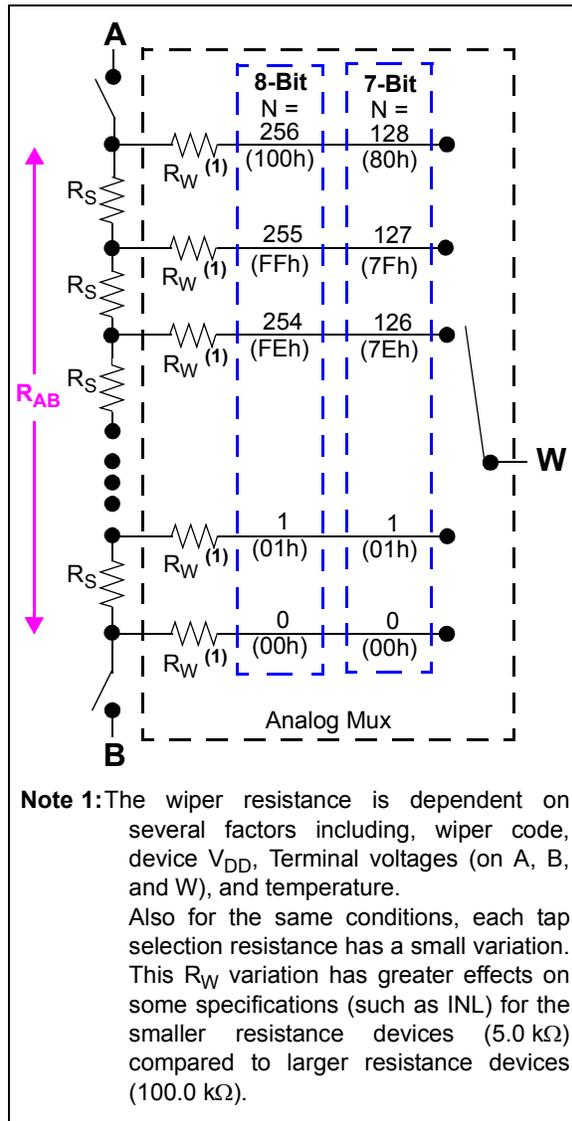 A
8-Bit
N =
7-Bit
N =
256
(100h)
128
(80h)
RW (1)
RS
255
(FFh)
127
(7Fh)
RW (1)
RS
254
(FEh)
126
(7Eh)
RW (1)
RS
RAB
W
1
(01h)
1
(01h)
RW (1)
RS
0
(00h)
0
(00h)
RW (1)
Analog Mux
B
Note 1: The wiper resistance is dependent on
several factors including, wiper code,
device VDD, Terminal voltages (on A, B,
and W), and temperature.
Also for the same conditions, each tap
selection resistance has a small variation.
This RW variation has greater effects on
some specifications (such as INL) for the
smaller resistance devices (5.0 kΩ)
compared to larger resistance devices
(100.0 kΩ).